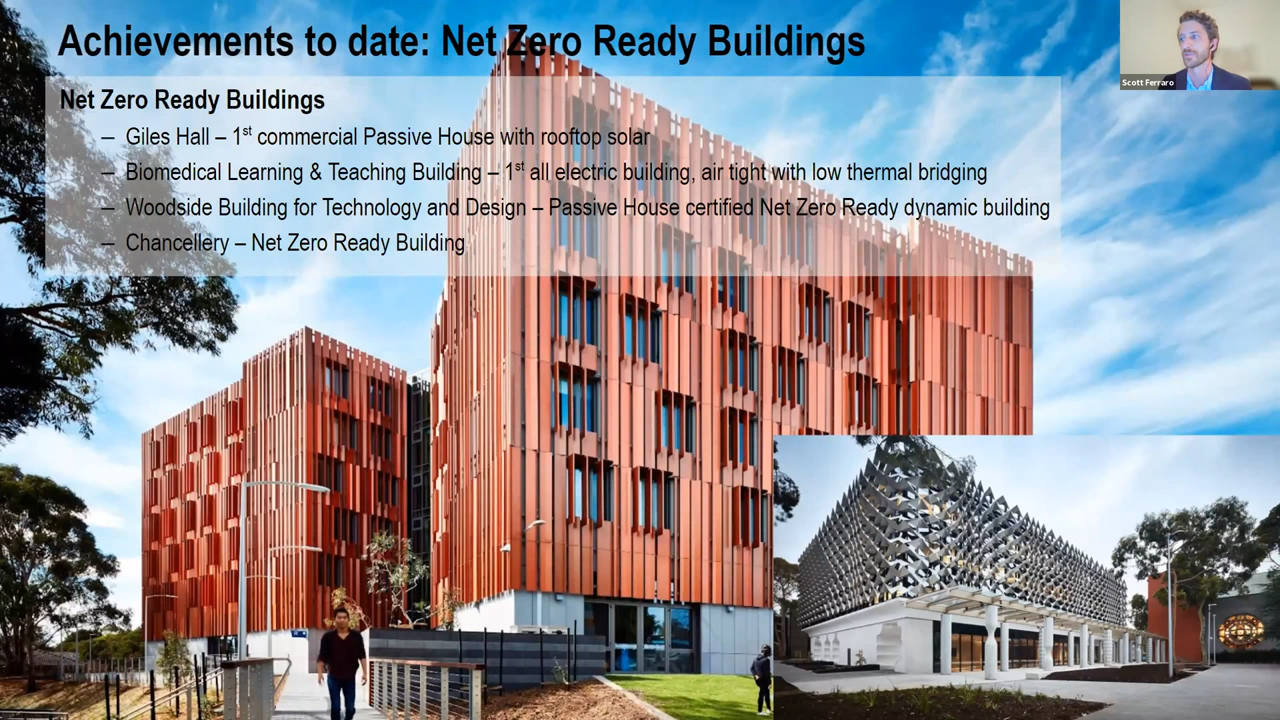 Achievements to date: Net Zero Ready Buildings
Scott Ferraro
Net Zero Ready Buildings
– Giles Hall – 1st commercial Passive House with rooftop solar
– Biomedical Learning & Teaching Building – 1st all electric building, air tight with low thermal bridging
– Woodside Building for Technology and Design – Passive House certified Net Zero Ready dynamic building
– Chancellery – Net Zero Ready Building